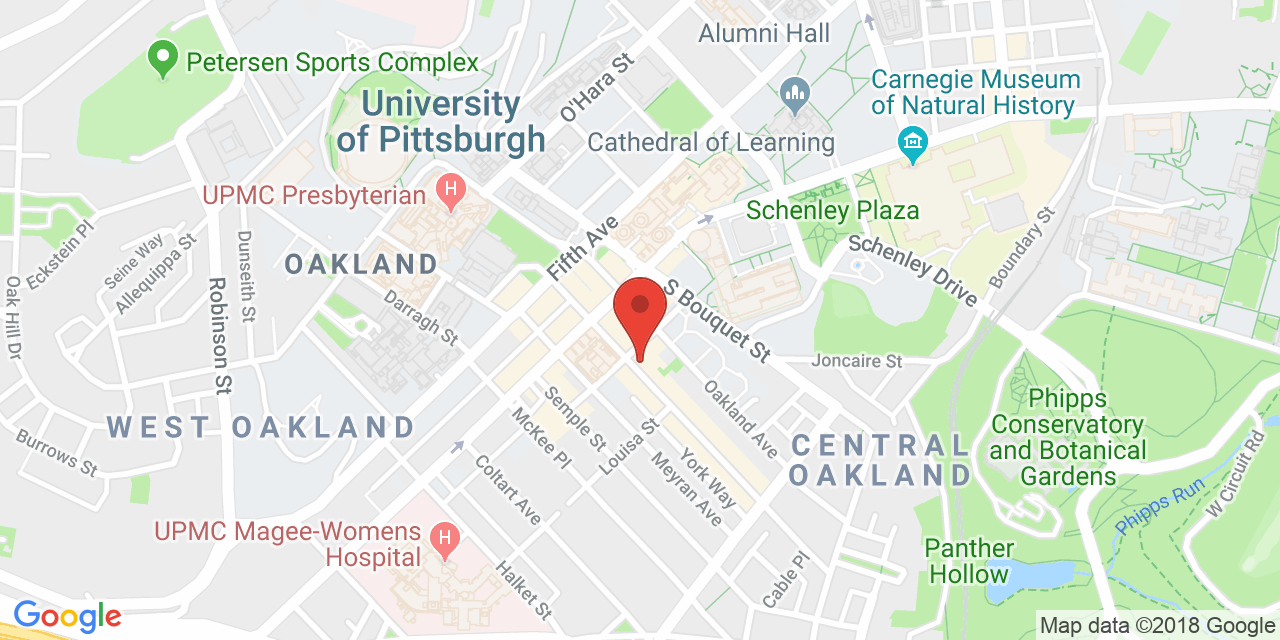 Alumni Hall
Petersen Sports Complex
O'Hara St
Carnegie Museum
of Natural History
University
of Pittsburgh
Cathedral of Learning
UPMC Presbyterian
H
Schenley Plaza
Fifth Ave
Schenley Drive
Boundary St
Eckstein Pl
Seine Way
Allequippa St
Dunseith St
OAKLAND
Oak Hill Dr
Robinson St
Darragh St
S Bouquet St
Joncaire St
Oakland Ave
Phipps
Conservatory
and Botanical
Gardens
WEST OAKLAND
Semple St
McKee Pl
Louisa St
CENTRAL
OAKLAND
Burrows St
Meyran Ave
York Way
Coltart Ave
W Circuit Rd
Phipps Run
UPMC Magee-Womens
Hospital
H
Panther
Hollow
Halket St
Cable Pl
Google
Map data ©2018 Google